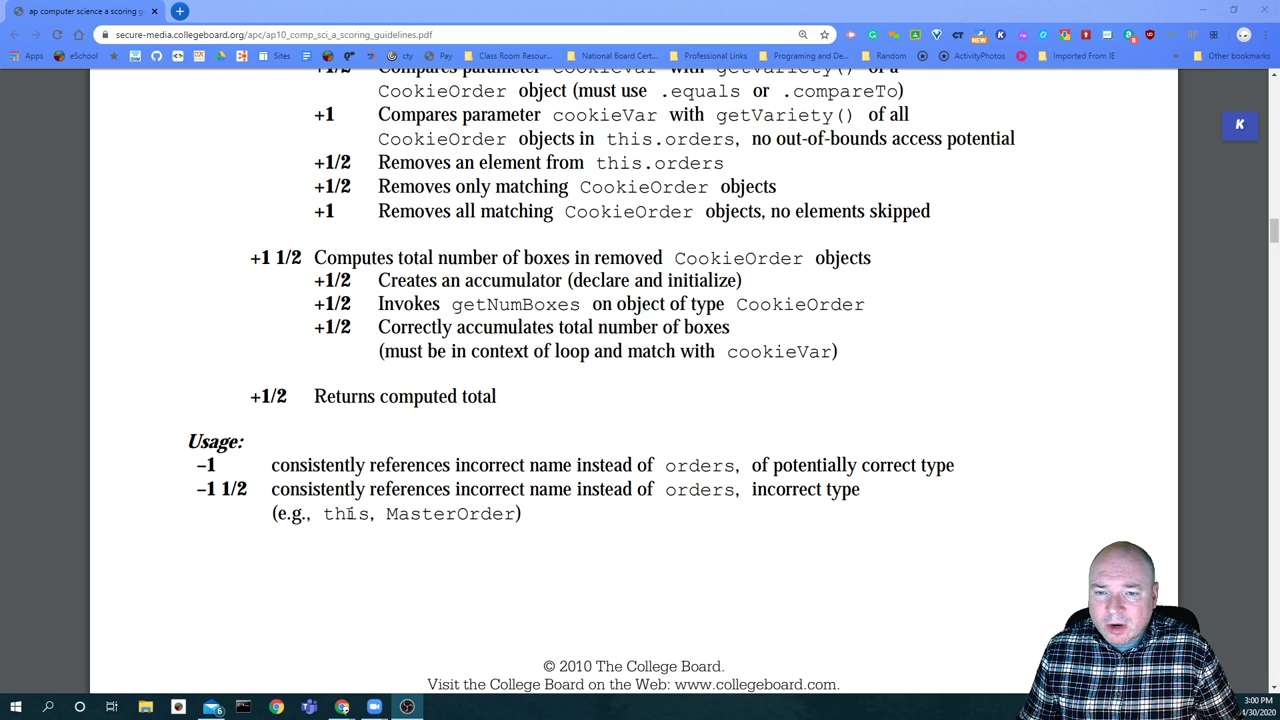 ap computer science a scoring g
secure-media.collegeboard.org/apc/ap10_comp_sci_a_scoring_guidelines.pdf
Apps
eSchool
Sites
cty
Pay
Class Room Resour...
National Board Cert...
Professional Links
Programing and De...
Random
ActivityPhotos
Imported From IE
Other bookmarks
+1/2 Compares parameter cookieVar with getVariety() of a
CookieOrder object (must use .equals or .compareTo)
+1 Compares parameter cookieVar with getVariety() of all
CookieOrder objects in this.orders, no out-of-bounds access potential
+1/2 Removes an element from this.orders
+1/2 Removes only matching CookieOrder objects
+1 Removes all matching CookieOrder objects, no elements skipped
+1 1/2 Computes total number of boxes in removed CookieOrder objects
+1/2 Creates an accumulator (declare and initialize)
+1/2 Invokes getNumBoxes on object of type CookieOrder
+1/2 Correctly accumulates total number of boxes
(must be in context of loop and match with cookieVar)
+1/2 Returns computed total
Usage:
–1 consistently references incorrect name instead of orders, of potentially correct type
–1 1/2 consistently references incorrect name instead of orders, incorrect type
(e.g., this, MasterOrder)
© 2010 The College Board.
Visit the College Board on the Web: www.collegeboard.com.
K
3:00 PM
4/30/2020